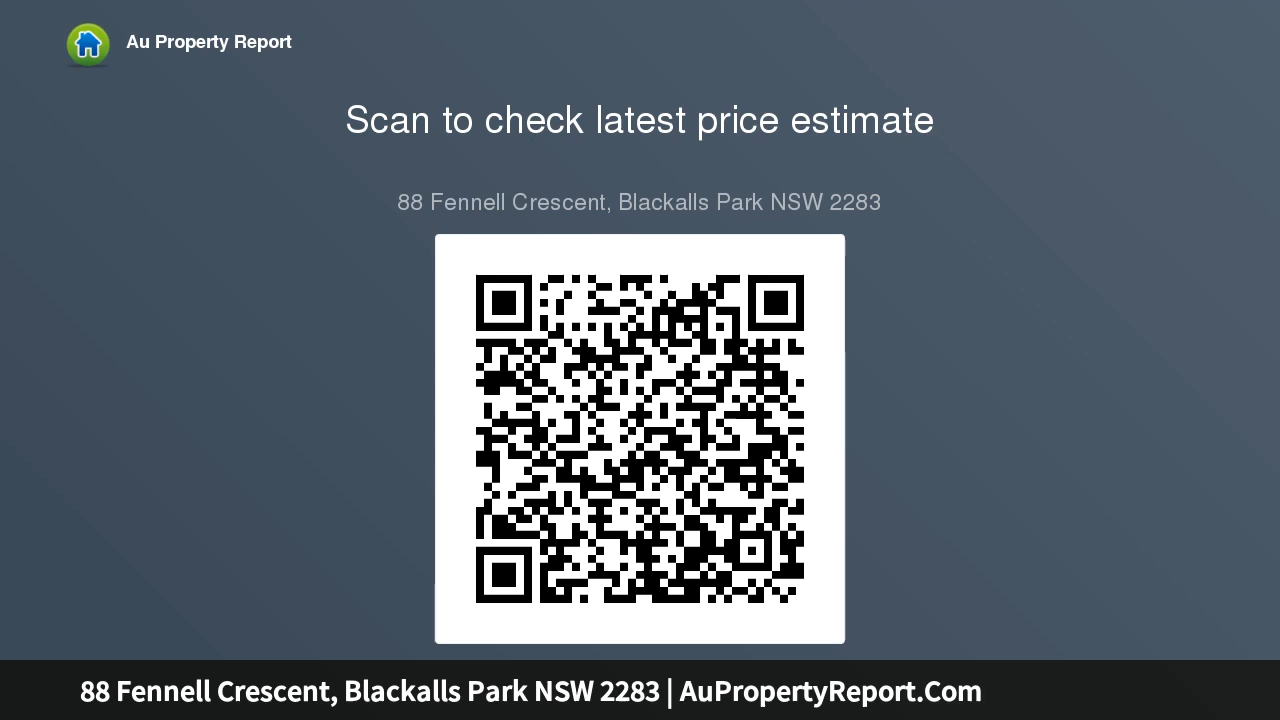 Au Property Report
Scan to check latest price estimate
88 Fennell Crescent, Blackalls Park NSW 2283
88 Fennell Crescent, Blackalls Park NSW 2283 | AuPropertyReport.Com